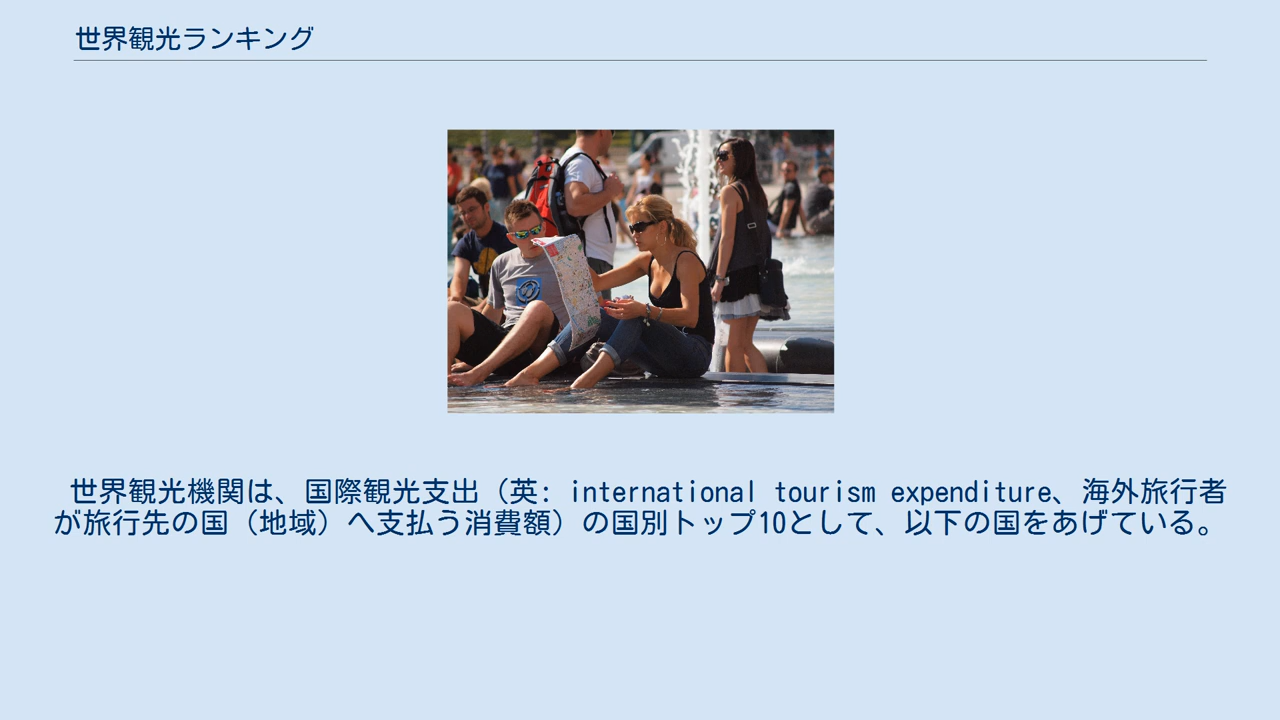 世界観光ランキング
世界観光機関は、国際観光支出（英: international tourism expenditure、海外旅行者
が旅行先の国（地域）へ支払う消費額）の国別トップ10として、以下の国をあげている。